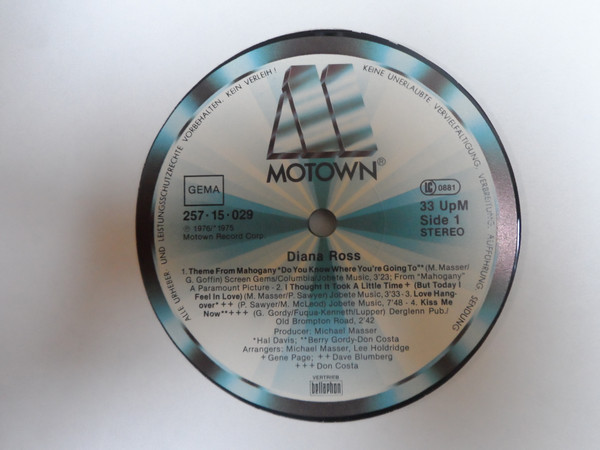 ALLE URHEBER UND LEISTUNGSSCHUTZRECHTE VORBEHALTEN. KEIN VERLEIH! KEINE UNERLAUBTE VERVIELFÄLTIGUNG, VERMIETUNG, AUFFÜHRUNG, SENDUNG
M
MOTOWN®
GEMA
LC 0881
257·15·029
33 UpM
℗ 1976/*1975
Side 1
Motown Record Corp.
STEREO
Diana Ross
1. Theme From Mahogany "Do You Know Where You're Going To"* (M. Masser/
G. Goffin) Screen Gems/Columbia/Jobete Music, 3'23; From "Mahogany"
A Paramount Picture - 2. I Thought It Took A Little Time + (But Today I
Feel In Love) (M. Masser/P. Sawyer) Jobete Music, 3'33 - 3. Love Hang-
over* ++ (P. Sawyer/M. McLeod) Jobete Music, 7'48 - 4. Kiss Me
Now**+++ (G. Gordy/Fuqua-Kenneth/Lupper) Derglenn Pub./
Old Brompton Road, 2'42
Producer: Michael Masser
*Hal Davis; **Berry Gordy-Don Costa
Arrangers: Michael Masser, Lee Holdridge
+Gene Page; ++Dave Blumberg
+++Don Costa
VERTRIEB
bellaphon